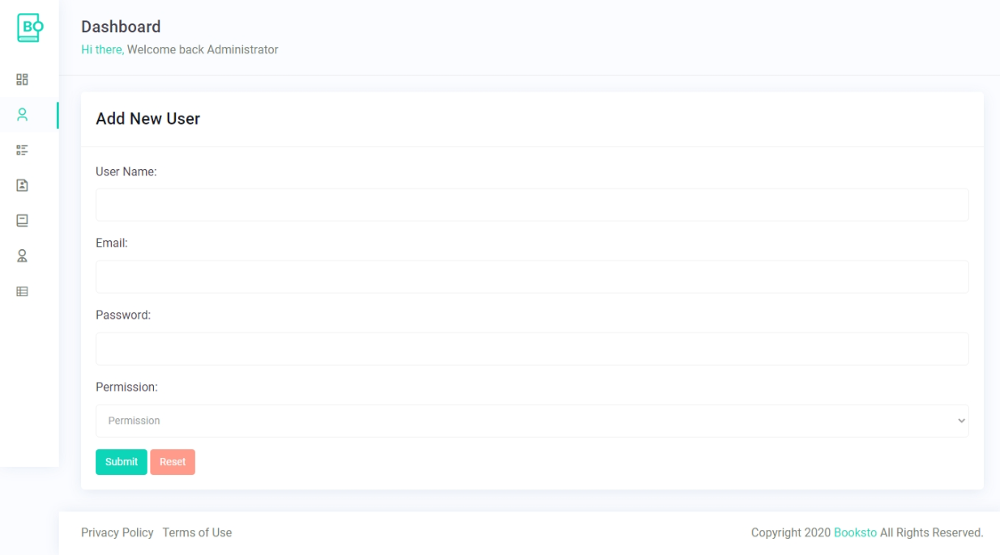 BO
Dashboard
Hi there, Welcome back Administrator
Add New User
User Name:
Email:
Password:
Permission:
Permission
Submit Reset
Privacy Policy Terms of Use
Copyright 2020 Booksto All Rights Reserved.